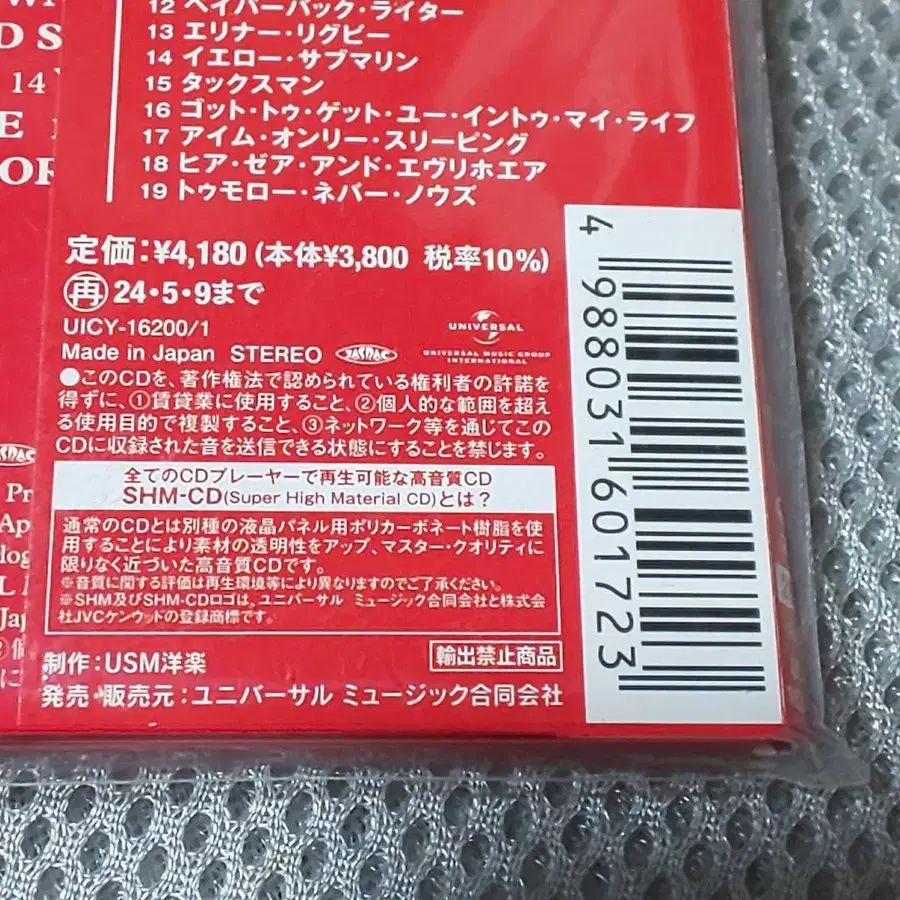 12 ペイパーバック・ライター
13 エリナー・リグビー
14 イエロー・サブマリン
15 タックスマン
16 ゴット・トゥ・ゲット・ユー・イントゥ・マイ・ライフ
17 アイム・オンリー・スリーピング
18 ヒア・ゼア・アンド・エヴリホエア
19 トゥモロー・ネバー・ノウズ
定価:¥4,180 (本体¥3,800 税率10%)
再 24・5・9まで
UICY-16200/1
Made in Japan STEREO JASRAC
UNIVERSAL
UNIVERSAL MUSIC GROUP
INTERNATIONAL
●このCDを、著作権法で認められている権利者の許諾を
得ずに、①賃貸業に使用すること、②個人的な範囲を超え
る使用目的で複製すること、③ネットワーク等を通じてこの
CDに収録された音を送信できる状態にすることを禁じます。
全てのCDプレーヤーで再生可能な高音質CD
SHM-CD(Super High Material CD)とは?
通常のCDとは別種の液晶パネル用ポリカーボネート樹脂を使
用することにより素材の透明性をアップ、マスター・クオリティに
限りなく近づいた高音質CDです。
※音質に関する評価は再生環境等により異なりますのでご了承ください。
※SHM及びSHM-CDロゴは、ユニバーサル ミュージック合同会社と株式会
社JVCケンウッドの登録商標です。
制作:USM洋楽
輸出禁止商品
発売・販売元:ユニバーサル ミュージック合同会社
4 988031 601723
D S
14
E
OR
Pr
Ap
log
L
Jap